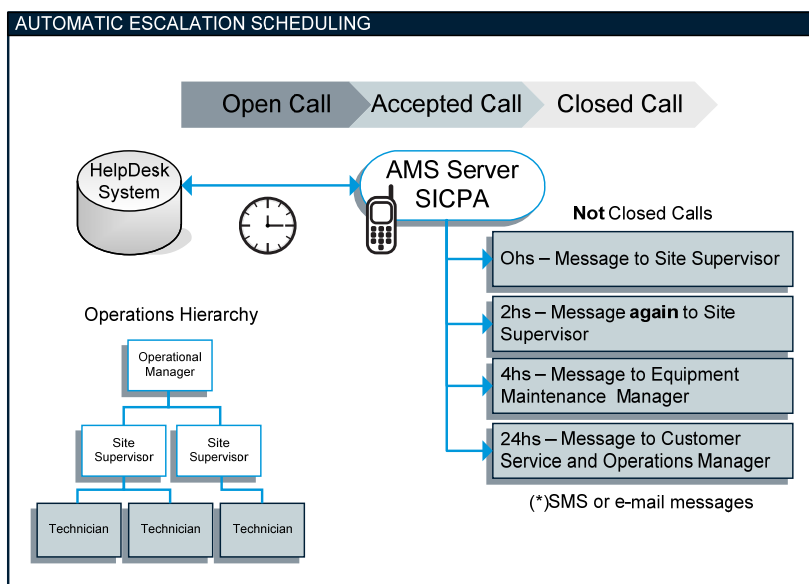 AUTOMATIC ESCALATION SCHEDULING
Open Call
Accepted Call
Closed Call
HelpDesk
System
AMS Server
SICPA
Not Closed Calls
Ohs – Message to Site Supervisor
2hs – Message again to Site
Supervisor
4hs – Message to Equipment
Maintenance Manager
24hs – Message to Customer
Service and Operations Manager
(*)SMS or e-mail messages
Operations Hierarchy
Operational
Manager
Site
Supervisor
Site
Supervisor
Technician
Technician
Technician